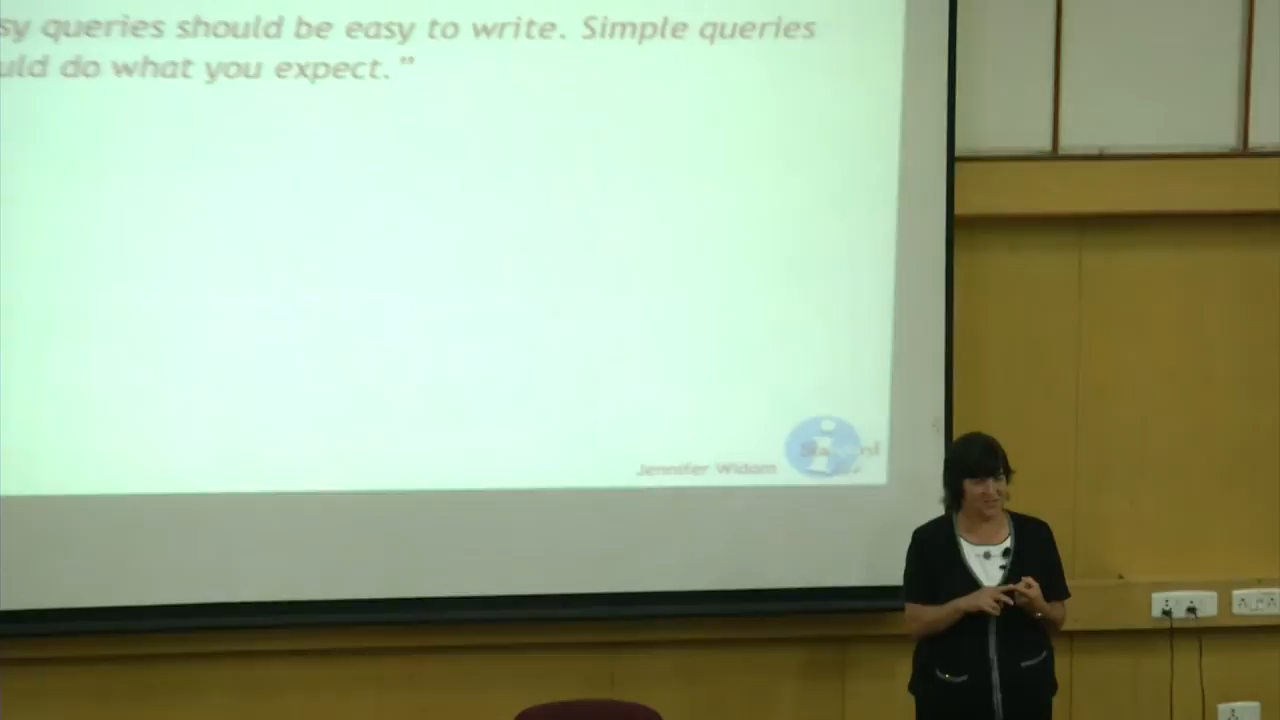 sy queries should be easy to write. Simple queries
uld do what you expect.”
Jennifer Widom